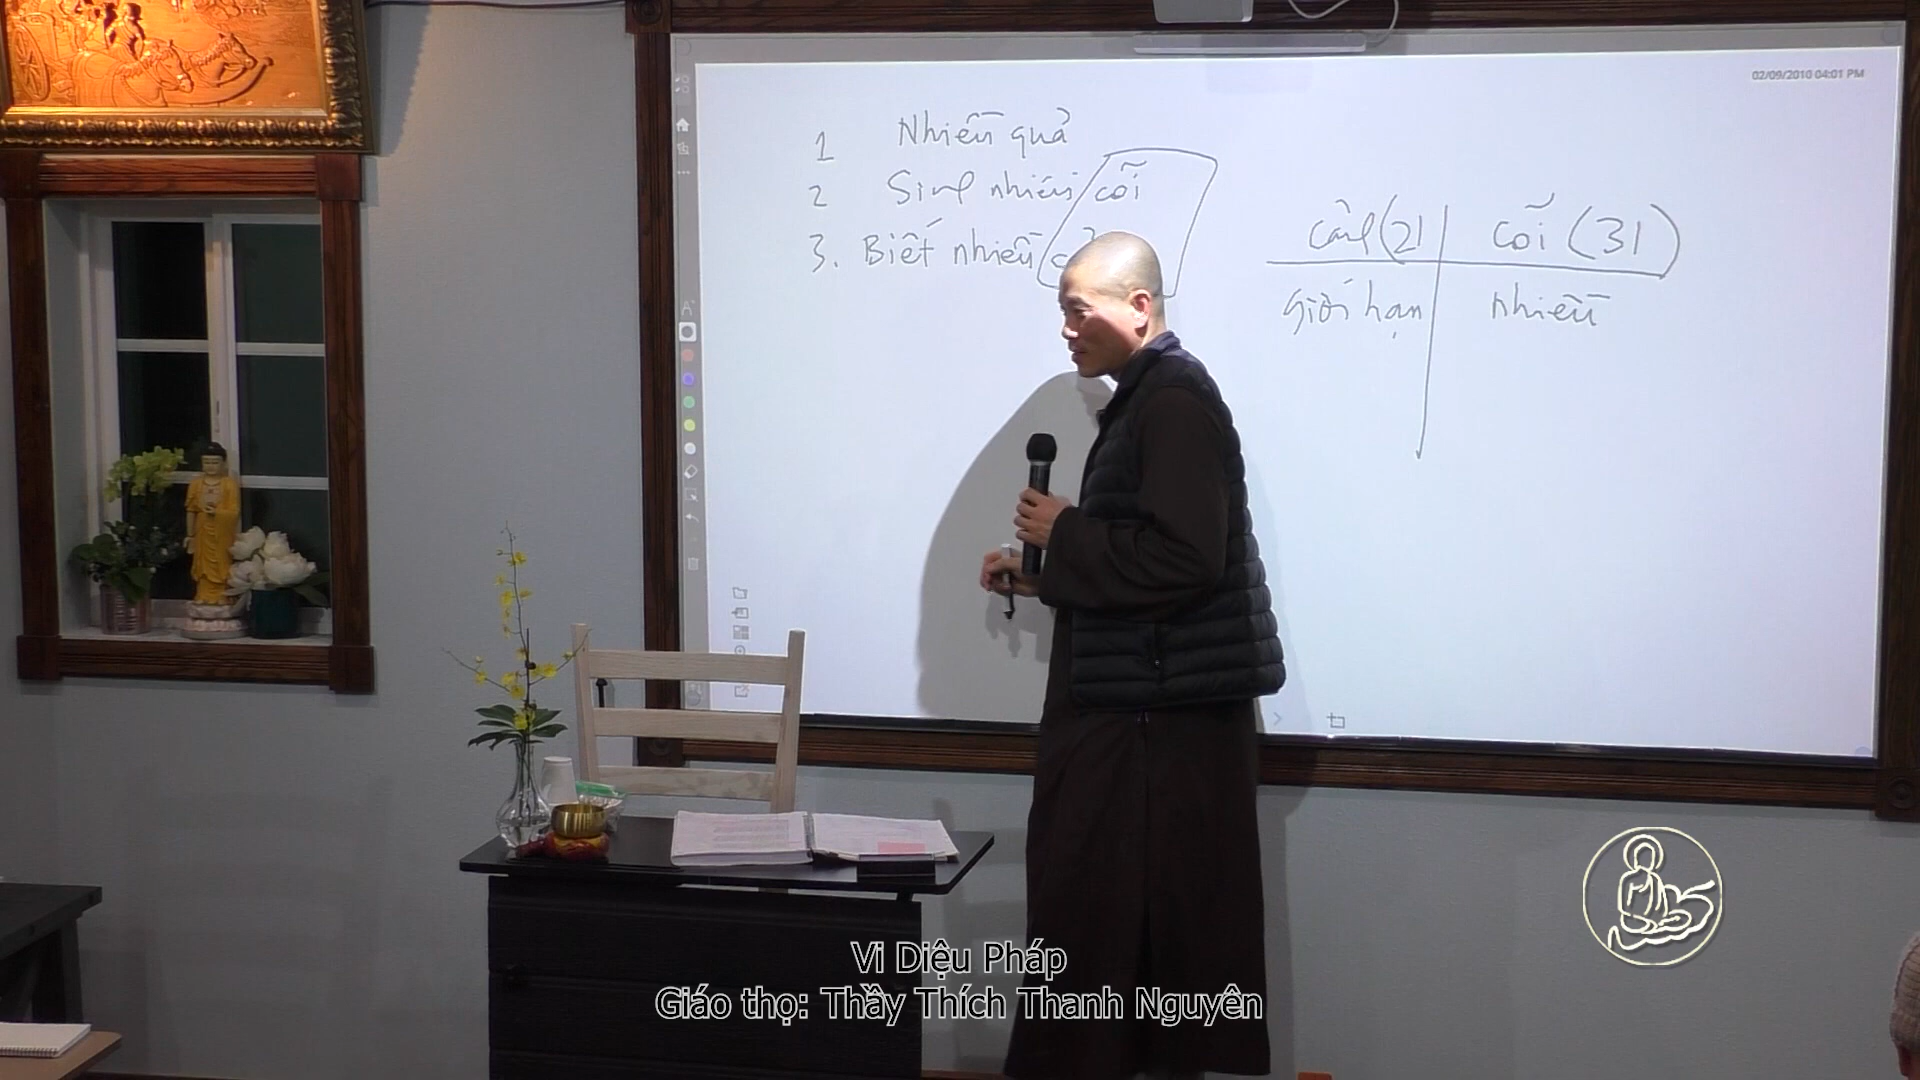 02/09/2010 04:01 PM
1 Nhiều quả
2 Sinh nhiều cõi
3. Biết nhiều
cảnh (21 cõi (31)
giới hạn nhiều
Vi Diệu Pháp
Giáo thọ: Thầy Thích Thanh Nguyên